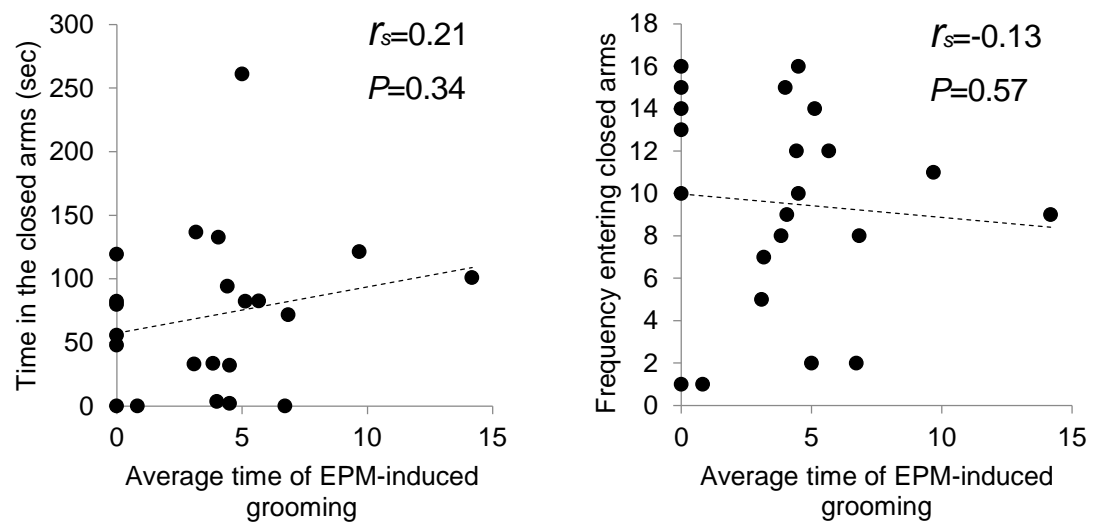 300
250
200
150
100
50
0
0 5 10 15
Time in the closed arms (sec)
Average time of EPM-induced
grooming
rs=0.21
P=0.34
18
16
14
12
10
8
6
4
2
0
0 5 10 15
Frequency entering closed arms
Average time of EPM-induced
grooming
rs=-0.13
P=0.57